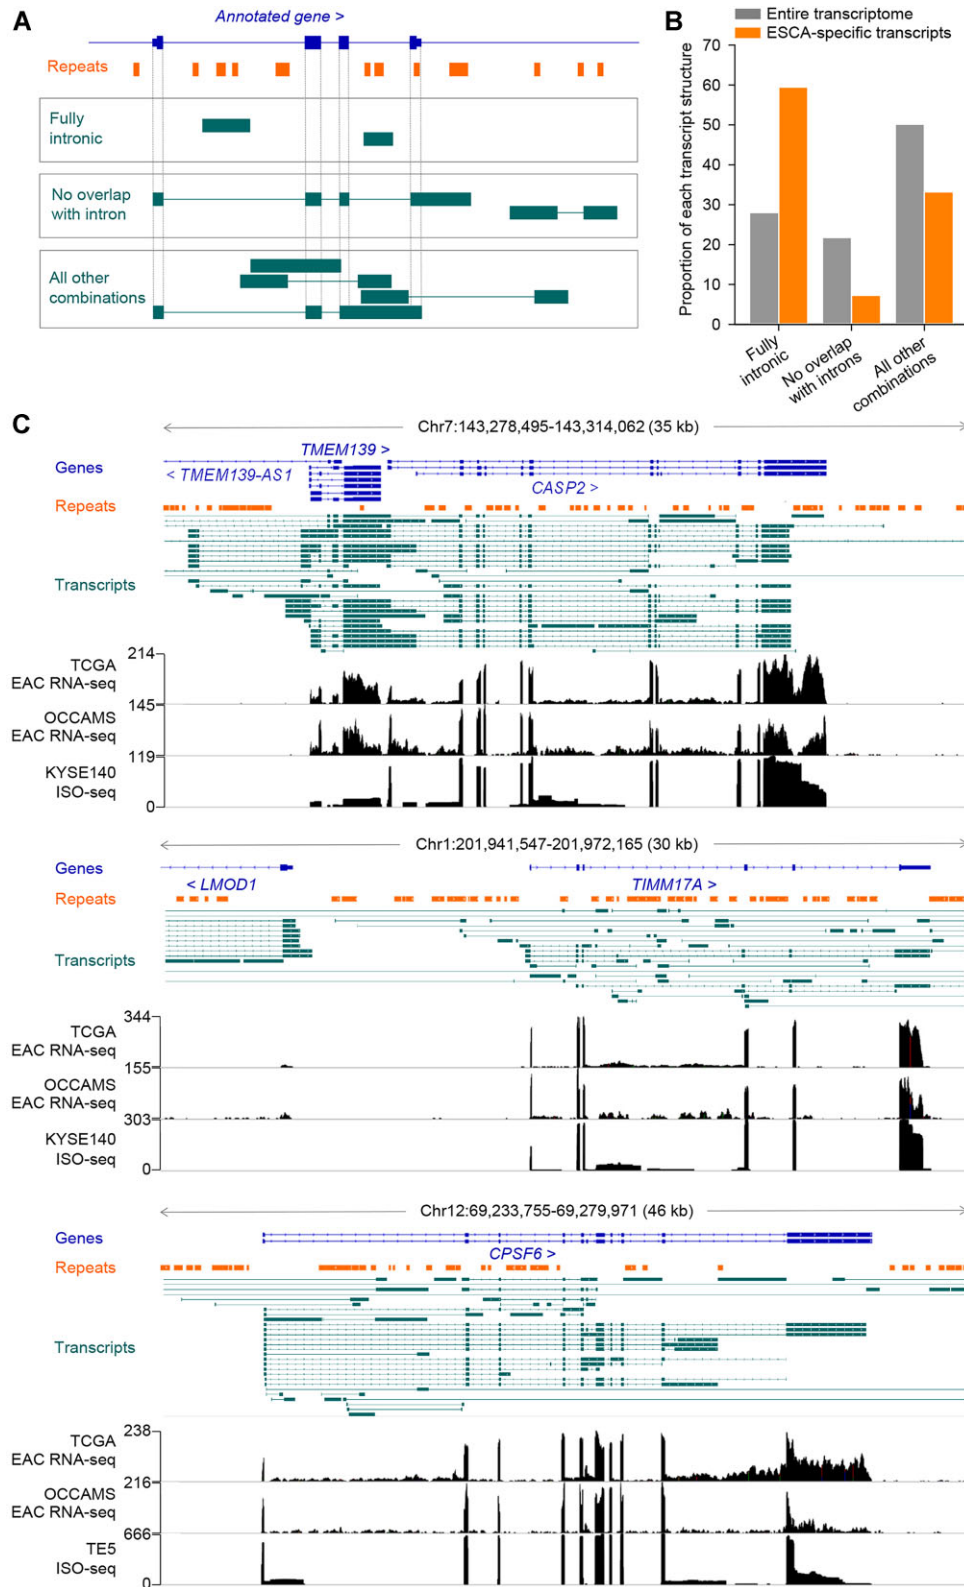 A
Annotated gene >
Repeats
Fully
intronic
No overlap
with intron
All other
combinations
B
Entire transcriptome
ESCA-specific transcripts
Proportion of each transcript structure
70
60
50
40
30
20
10
0
Fully
intronic
No overlap
with introns
All other
combinations
C
Chr7:143,278,495-143,314,062 (35 kb)
TMEM139 >
Genes
< TMEM139-AS1
CASP2 >
Repeats
Transcripts
214
TCGA
EAC RNA-seq
145
OCCAMS
EAC RNA-seq
119
KYSE140
ISO-seq
0
Chr1:201,941,547-201,972,165 (30 kb)
Genes
< LMOD1
TIMM17A >
Repeats
Transcripts
344
TCGA
EAC RNA-seq
155
OCCAMS
EAC RNA-seq
303
KYSE140
ISO-seq
0
Chr12:69,233,755-69,279,971 (46 kb)
Genes
CPSF6 >
Repeats
Transcripts
238
TCGA
EAC RNA-seq
216
OCCAMS
EAC RNA-seq
666
TE5
ISO-seq
0